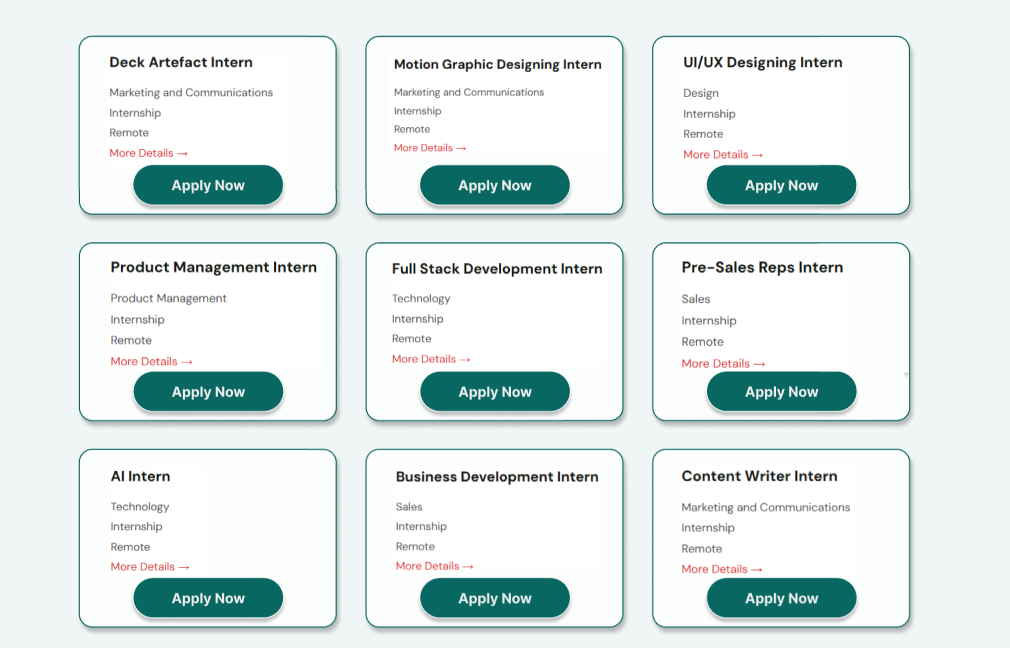 Deck Artefact Intern
Marketing and Communications
Internship
Remote
More Details →
Apply Now
Motion Graphic Designing Intern
Marketing and Communications
Internship
Remote
More Details →
Apply Now
UI/UX Designing Intern
Design
Internship
Remote
More Details →
Apply Now
Product Management Intern
Product Management
Internship
Remote
More Details →
Apply Now
Full Stack Development Intern
Technology
Internship
Remote
More Details →
Apply Now
Pre-Sales Reps Intern
Sales
Internship
Remote
More Details →
Apply Now
AI Intern
Technology
Internship
Remote
More Details →
Apply Now
Business Development Intern
Sales
Internship
Remote
More Details →
Apply Now
Content Writer Intern
Marketing and Communications
Internship
Remote
More Details →
Apply Now